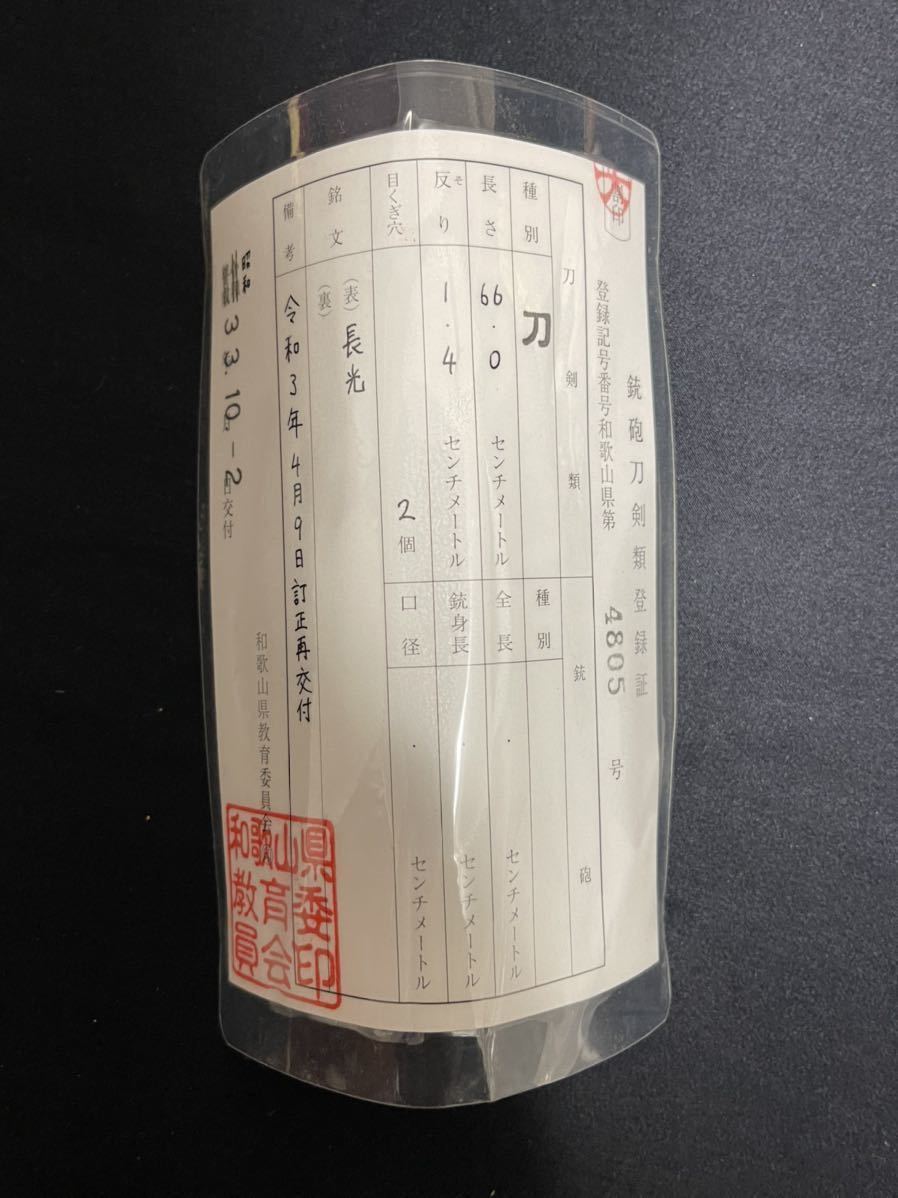 銃砲刀剣類登録証
登録記号番号和歌山県第 4805 号
刀剣類
銃砲
種別 刀
種別
長さ 66.0 センチメートル
全長 . センチメートル
反り 1.4 センチメートル
そ
銃身長 . センチメートル
目くぎ穴 2個
口径 . センチメートル
銘文 (表) 長光
(裏)
備考 令和3年4月9日訂正再交付
昭和 33.10.-2日交付
和歌山県教育委員会
和歌山県教育委員会印